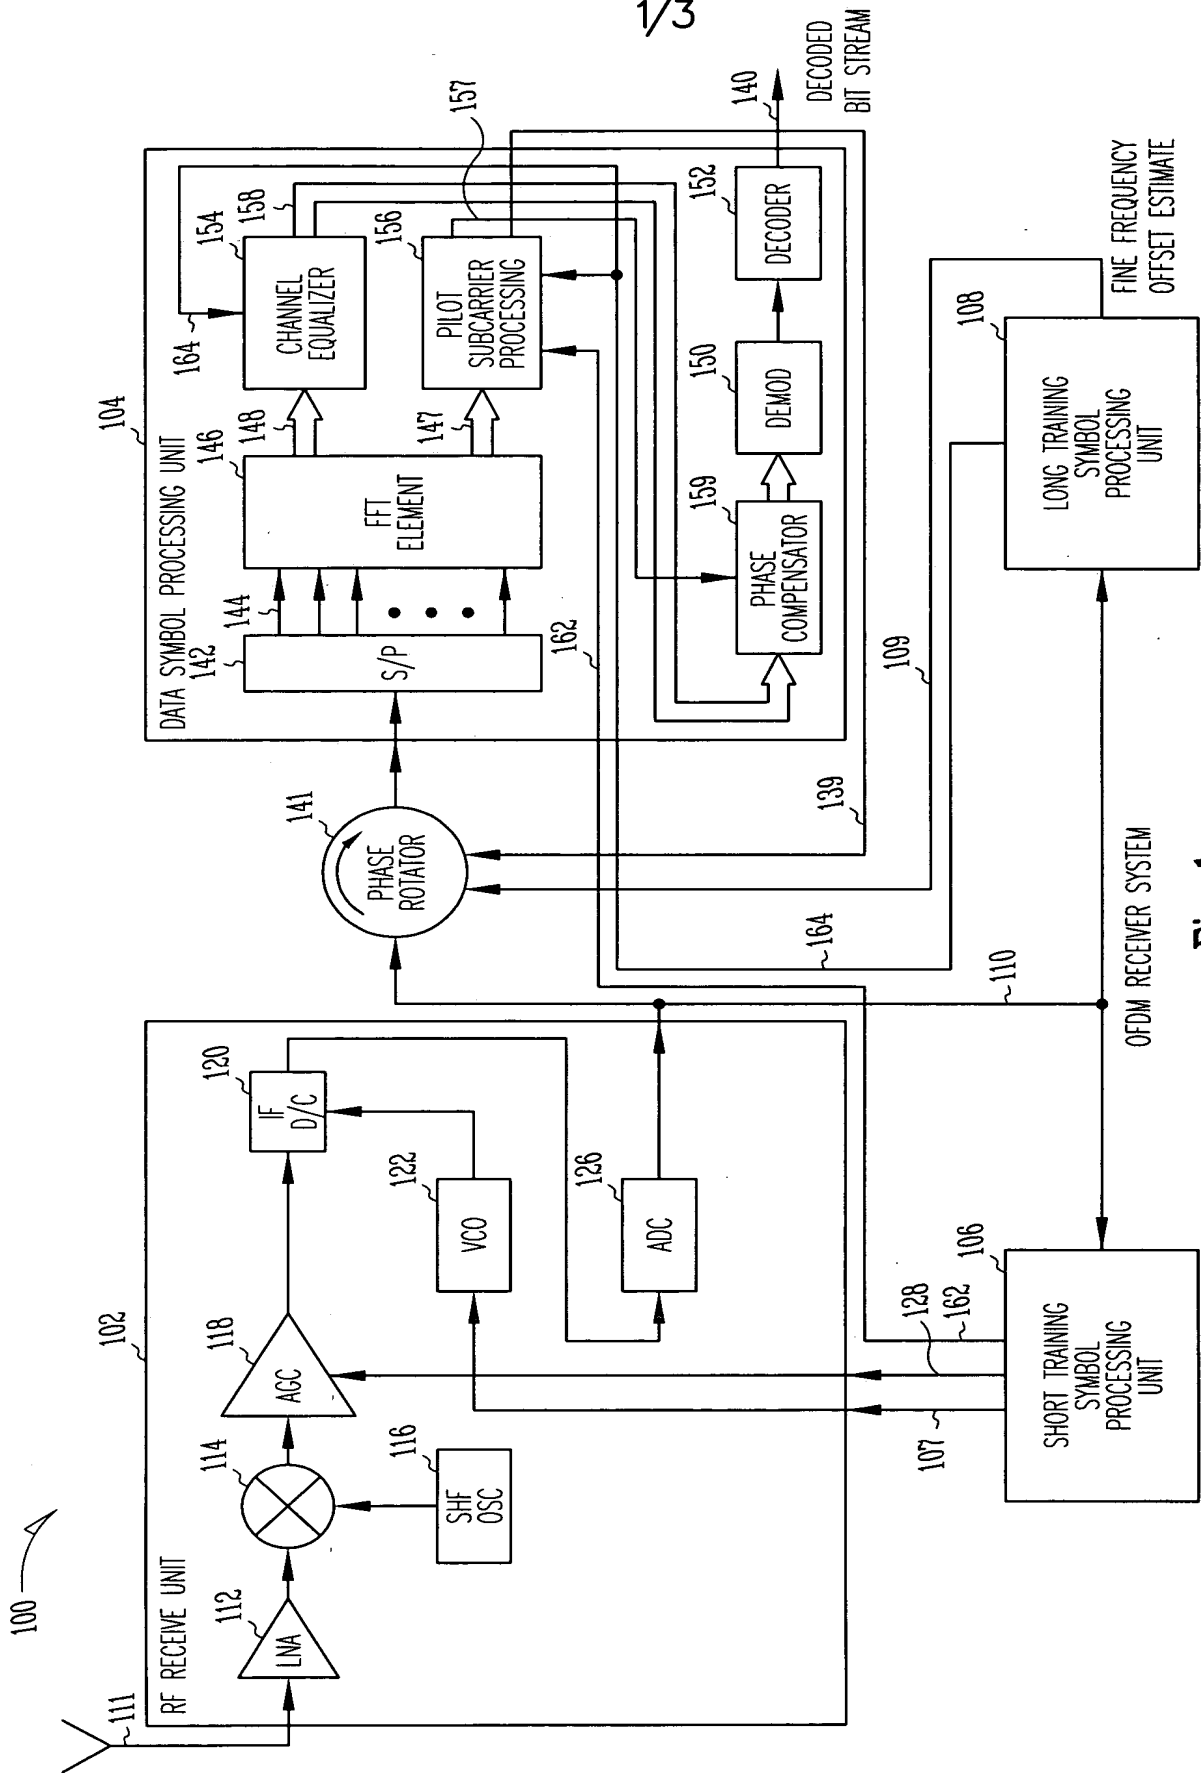 1/3
100
111
102
RF RECEIVE UNIT
112
LNA
114
116
SHF
OSC
118
AGC
120
IF
D/C
122
VCO
126
ADC
141
PHASE
ROTATOR
104
DATA SYMBOL PROCESSING UNIT
142
S/P
144
146
FFT
ELEMENT
148
147
164
154
CHANNEL
EQUALIZER
158
156
PILOT
SUBCARRIER
PROCESSING
157
162
159
PHASE
COMPENSATOR
150
DEMOD
152
DECODER
140
DECODED
BIT STREAM
139
109
164
110
107
128
162
106
SHORT TRAINING
SYMBOL
PROCESSING
UNIT
108
LONG TRAINING
SYMBOL
PROCESSING
UNIT
FINE FREQUENCY
OFFSET ESTIMATE
OFDM RECEIVER SYSTEM